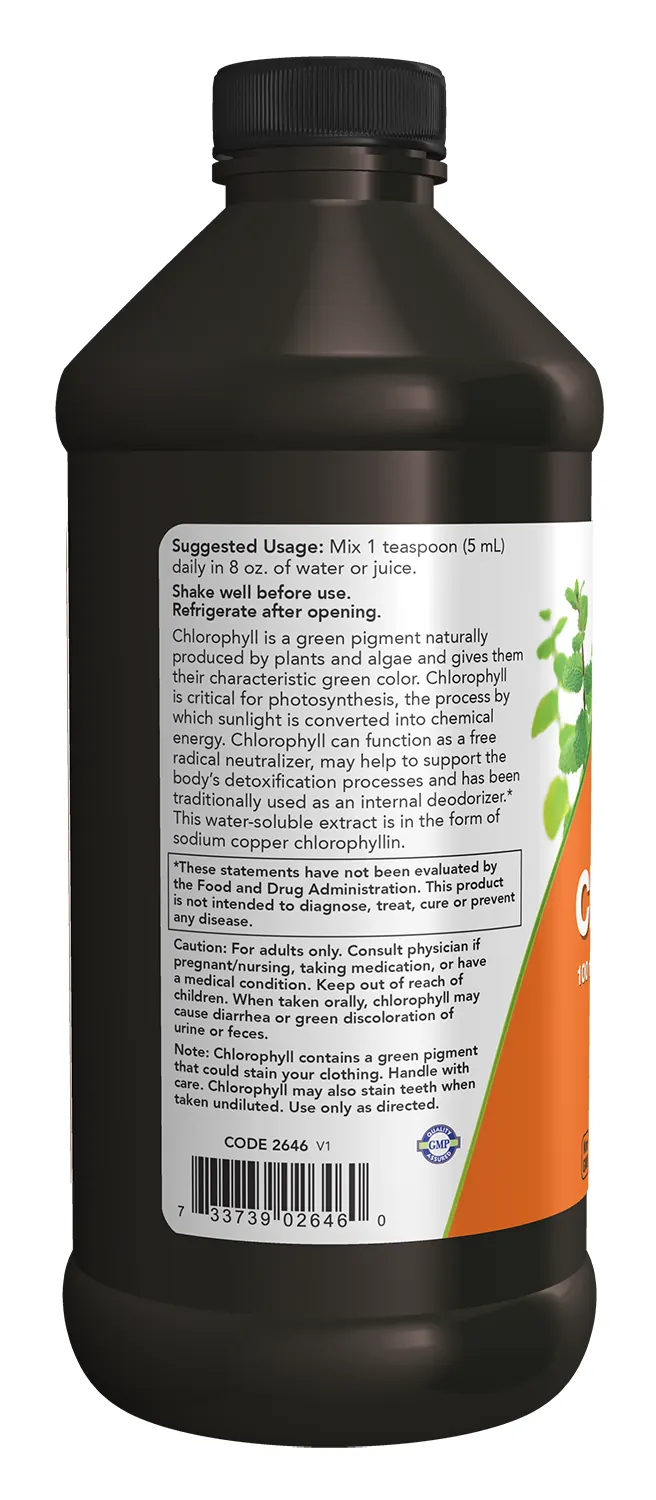 Suggested Usage: Mix 1 teaspoon (5 mL)
daily in 8 oz. of water or juice.
Shake well before use.
Refrigerate after opening.
Chlorophyll is a green pigment naturally
produced by plants and algae and gives them
their characteristic green color. Chlorophyll
is critical for photosynthesis, the process by
which sunlight is converted into chemical
energy. Chlorophyll can function as a free
radical neutralizer, may help to support the
body's detoxification processes and has been
traditionally used as an internal deodorizer.*
This water-soluble extract is in the form of
sodium copper chlorophyllin.
*These statements have not been evaluated by
the Food and Drug Administration. This product
is not intended to diagnose, treat, cure or prevent
any disease.
Caution: For adults only. Consult physician if
pregnant/nursing, taking medication, or have
a medical condition. Keep out of reach of
children. When taken orally, chlorophyll may
cause diarrhea or green discoloration of
urine or feces.
Note: Chlorophyll contains a green pigment
that could stain your clothing. Handle with
care. Chlorophyll may also stain teeth when
taken undiluted. Use only as directed.
CODE 2646 V1
QUALITY
GMP
ASSURED
7 33739 02646 0
C
100